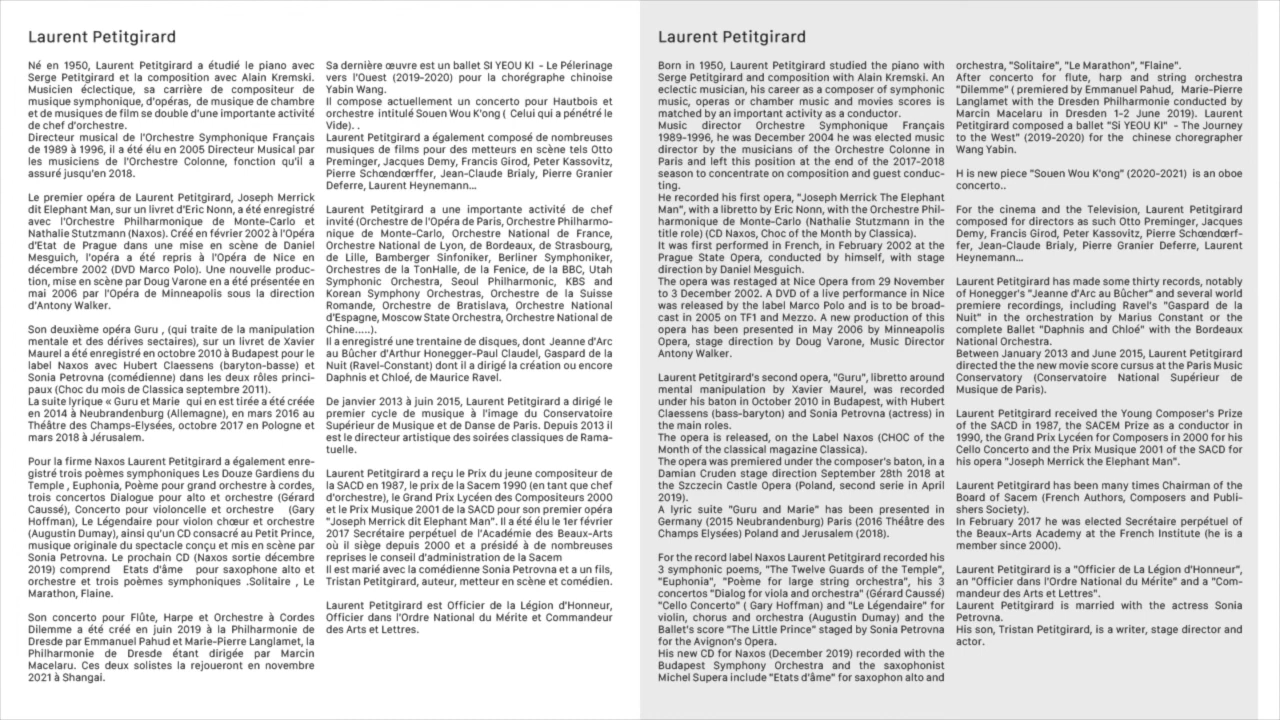 Laurent Petitgirard
Né en 1950, Laurent Petitgirard a étudié le piano avec
Serge Petitgirard et la composition avec Alain Kremski.
Musicien éclectique, sa carrière de compositeur de
musique symphonique, d'opéras, de musique de chambre
et de musiques de film se double d'une importante activité
de chef d'orchestre.
Directeur musical de l'Orchestre Symphonique Français
de 1989 à 1996, il a été élu en 2005 Directeur Musical par
les musiciens de l'Orchestre Colonne, fonction qu'il a
assuré jusqu'en 2018.
Le premier opéra de Laurent Petitgirard, Joseph Merrick
dit Elephant Man, sur un livret d'Eric Nonn, a été enregistré
avec l'Orchestre Philharmonique de Monte-Carlo et
Nathalie Stutzmann (Naxos). Créé en février 2002 à l'Opéra
d'Etat de Prague dans une mise en scène de Daniel
Mesguich, l'opéra a été repris à l'Opéra de Nice en
décembre 2002 (DVD Marco Polo). Une nouvelle produc-
tion, mise en scène par Doug Varone en a été présentée en
mai 2006 par l'Opéra de Minneapolis sous la direction
d'Antony Walker.
Son deuxième opéra Guru , (qui traite de la manipulation
mentale et des dérives sectaires), sur un livret de Xavier
Maurel a été enregistré en octobre 2010 à Budapest pour le
label Naxos avec Hubert Claessens (baryton-basse) et
Sonia Petrovna (comédienne) dans les deux rôles princi-
paux (Choc du mois de Classica septembre 2011).
La suite lyrique « Guru et Marie  qui en est tirée a été créée
en 2014 à Neubrandenburg (Allemagne), en mars 2016 au
Théâtre des Champs-Elysées, octobre 2017 en Pologne et
mars 2018 à Jérusalem.
Pour la firme Naxos Laurent Petitgirard a également enre-
gistré trois poèmes symphoniques Les Douze Gardiens du
Temple , Euphonia, Poème pour grand orchestre à cordes,
trois concertos Dialogue pour alto et orchestre (Gérard
Caussé), Concerto pour violoncelle et orchestre  (Gary
Hoffman), Le Légendaire pour violon chœur et orchestre
(Augustin Dumay), ainsi qu'un CD consacré au Petit Prince,
musique originale du spectacle conçu et mis en scène par
Sonia Petrovna. Le prochain CD (Naxos sortie décembre
2019) comprend  Etats d'âme  pour saxophone alto et
orchestre et trois poèmes symphoniques .Solitaire , Le
Marathon, Flaine.
Son concerto pour Flûte, Harpe et Orchestre à Cordes
Dilemme a été créé en juin 2019 à la Philharmonie de
Dresde par Emmanuel Pahud et Marie-Pierre Langlamet, la
Philharmonie de Dresde étant dirigée par Marcin
Macelaru. Ces deux solistes la rejoueront en novembre
2021 à Shangai.
Sa dernière œuvre est un ballet SI YEOU KI  - Le Pélerinage
vers l'Ouest (2019-2020) pour la chorégraphe chinoise
Yabin Wang.
Il compose actuellement un concerto pour Hautbois et
orchestre intitulé Souen Wou K'ong ( Celui qui a pénétré le
Vide). .
Laurent Petitgirard a également composé de nombreuses
musiques de films pour des metteurs en scène tels Otto
Preminger, Jacques Demy, Francis Girod, Peter Kassovitz,
Pierre Schœndœrffer, Jean-Claude Brialy, Pierre Granier
Deferre, Laurent Heynemann...
Laurent Petitgirard a une importante activité de chef
invité (Orchestre de l'Opéra de Paris, Orchestre Philharmo-
nique de Monte-Carlo, Orchestre National de France,
Orchestre National de Lyon, de Bordeaux, de Strasbourg,
de Lille, Bamberger Sinfoniker, Berliner Symphoniker,
Orchestres de la TonHalle, de la Fenice, de la BBC, Utah
Symphonic Orchestra, Seoul Philharmonic, KBS and
Korean Symphony Orchestras, Orchestre de la Suisse
Romande, Orchestre de Bratislava, Orchestre National
d'Espagne, Moscow State Orchestra, Orchestre National de
Chine.....).
Il a enregistré une trentaine de disques, dont Jeanne d'Arc
au Bûcher d'Arthur Honegger-Paul Claudel, Gaspard de la
Nuit (Ravel-Constant) dont il a dirigé la création ou encore
Daphnis et Chloé, de Maurice Ravel.
De janvier 2013 à juin 2015, Laurent Petitgirard a dirigé le
premier cycle de musique à l'image du Conservatoire
Supérieur de Musique et de Danse de Paris. Depuis 2013 il
est le directeur artistique des soirées classiques de Rama-
tuelle.
Laurent Petitgirard a reçu le Prix du jeune compositeur de
la SACD en 1987, le prix de la Sacem 1990 (en tant que chef
d'orchestre), le Grand Prix Lycéen des Compositeurs 2000
et le Prix Musique 2001 de la SACD pour son premier opéra
"Joseph Merrick dit Elephant Man". Il a été élu le 1er février
2017 Secrétaire perpétuel de l'Académie des Beaux-Arts
où il siège depuis 2000 et a présidé à de nombreuses
reprises le conseil d'administration de la Sacem
Il est marié avec la comédienne Sonia Petrovna et a un fils,
Tristan Petitgirard, auteur, metteur en scène et comédien.
Laurent Petitgirard est Officier de la Légion d'Honneur,
Officier dans l'Ordre National du Mérite et Commandeur
des Arts et Lettres.
Laurent Petitgirard
Born in 1950, Laurent Petitgirard studied the piano with
Serge Petitgirard and composition with Alain Kremski. An
eclectic musician, his career as a composer of symphonic
music, operas or chamber music and movies scores is
matched by an important activity as a conductor.
Music director Orchestre Symphonique Français
1989-1996, he was December 2004 he was elected music
director by the musicians of the Orchestre Colonne in
Paris and left this position at the end of the 2017-2018
season to concentrate on composition and guest conduc-
ting.
He recorded his first opera, "Joseph Merrick The Elephant
Man", with a libretto by Eric Nonn, with the Orchestre Phil-
harmonique de Monte-Carlo (Nathalie Stutzmann in the
title role) (CD Naxos, Choc of the Month by Classica).
It was first performed in French, in February 2002 at the
Prague State Opera, conducted by himself, with stage
direction by Daniel Mesguich.
The opera was restaged at Nice Opera from 29 November
to 3 December 2002. A DVD of a live performance in Nice
was released by the label Marco Polo and is to be broad-
cast in 2005 on TF1 and Mezzo. A new production of this
opera has been presented in May 2006 by Minneapolis
Opera, stage direction by Doug Varone, Music Director
Antony Walker.
Laurent Petitgirard's second opera, "Guru", libretto around
mental manipulation by Xavier Maurel, was recorded
under his baton in October 2010 in Budapest, with Hubert
Claessens (bass-baryton) and Sonia Petrovna (actress) in
the main roles.
The opera is released, on the Label Naxos (CHOC of the
Month of the classical magazine Classica).
The opera was premiered under the composer's baton, in a
Damian Cruden stage direction September 28th 2018 at
the Szczecin Castle Opera (Poland, second serie in April
2019).
A lyric suite "Guru and Marie" has been presented in
Germany (2015 Neubrandenburg) Paris (2016 Théâtre des
Champs Elysées) Poland and Jerusalem (2018).
For the record label Naxos Laurent Petitgirard recorded his
3 symphonic poems, "The Twelve Guards of the Temple",
"Euphonia", "Poème for large string orchestra", his 3
concertos "Dialog for viola and orchestra" (Gérard Caussé)
"Cello Concerto" ( Gary Hoffman) and "Le Légendaire" for
violin, chorus and orchestra (Augustin Dumay) and the
Ballet's score "The Little Prince" staged by Sonia Petrovna
for the Avignon's Opera.
His new CD for Naxos (December 2019) recorded with the
Budapest Symphony Orchestra and the saxophonist
Michel Supera include "Etats d'âme" for saxophon alto and
orchestra, "Solitaire", "Le Marathon", "Flaine".
After concerto for flute, harp and string orchestra
"Dilemme" ( premiered by Emmanuel Pahud,  Marie-Pierre
Langlamet with the Dresden Philharmonie conducted by
Marcin Macelaru in Dresden 1-2 June 2019). Laurent
Petitgirard composed a ballet "Si YEOU KI"  - The Journey
to the West" (2019-2020) for the  chinese choregrapher
Wang Yabin.
H is new piece "Souen Wou K'ong" (2020-2021)  is an oboe
concerto..
For the cinema and the Television, Laurent Petitgirard
composed for directors as such Otto Preminger, Jacques
Demy, Francis Girod, Peter Kassovitz, Pierre Schœndœrf-
fer, Jean-Claude Brialy, Pierre Granier Deferre, Laurent
Heynemann...
Laurent Petitgirard has made some thirty records, notably
of Honegger's "Jeanne d'Arc au Bûcher" and several world
premiere recordings, including Ravel's "Gaspard de la
Nuit" in the orchestration by Marius Constant or the
complete Ballet "Daphnis and Chloé" with the Bordeaux
National Orchestra.
Between January 2013 and June 2015, Laurent Petitgirard
directed the the new movie score cursus at the Paris Music
Conservatory (Conservatoire National Supérieur de
Musique de Paris).
Laurent Petitgirard received the Young Composer's Prize
of the SACD in 1987, the SACEM Prize as a conductor in
1990, the Grand Prix Lycéen for Composers in 2000 for his
Cello Concerto and the Prix Musique 2001 of the SACD for
his opera "Joseph Merrick the Elephant Man".
Laurent Petitgirard has been many times Chairman of the
Board of Sacem (French Authors, Composers and Publi-
shers Society).
In February 2017 he was elected Secrétaire perpétuel of
the Beaux-Arts Academy at the French Institute (he is a
member since 2000).
Laurent Petitgirard is a "Officier de La Légion d'Honneur",
an "Officier dans l'Ordre National du Mérite" and a "Com-
mandeur des Arts et Lettres".
Laurent Petitgirard is married with the actress Sonia
Petrovna.
His son, Tristan Petitgirard, is a writer, stage director and
actor.